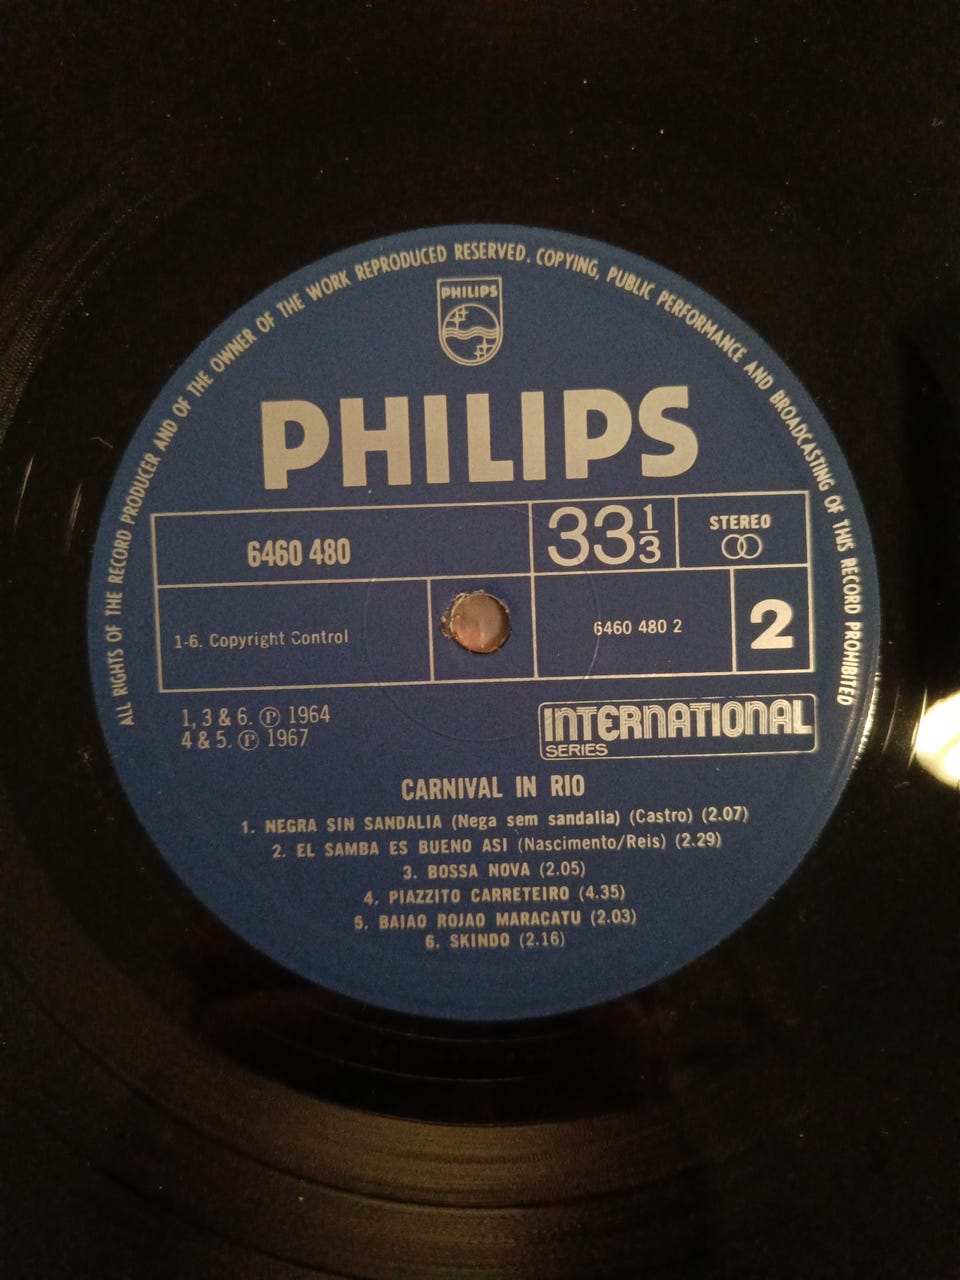 ALL RIGHTS OF THE RECORD PRODUCER AND OF THE OWNER OF THE WORK REPRODUCED RESERVED. COPYING, PUBLIC PERFORMANCE AND BROADCASTING OF THIS RECORD PROHIBITED
PHILIPS
PHILIPS
6460 480
33 1/3
STEREO
1-6. Copyright Control
6460 480 2
2
1, 3 & 6. Ⓟ 1964
4 & 5. Ⓟ 1967
INTERNATIONAL
SERIES
CARNIVAL IN RIO
1. NEGRA SIN SANDALIA (Nega sem sandalia) (Castro) (2.07)
2. EL SAMBA ES BUENO ASI (Nascimento/Reis) (2.29)
3. BOSSA NOVA (2.05)
4. PIAZZITO CARRETEIRO (4.35)
5. BAIAO ROJAO MARACATU (2.03)
6. SKINDO (2.16)